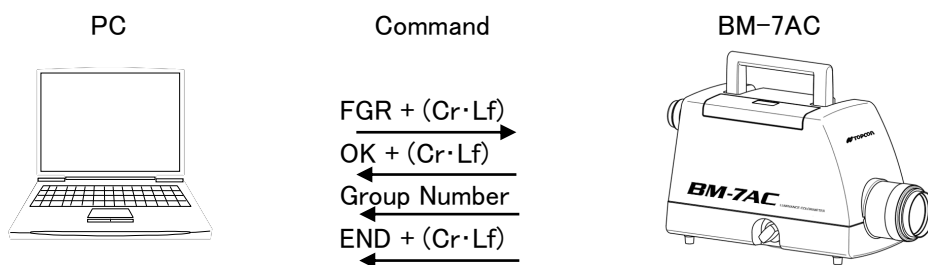 PC Command BM-7AC
FGR + (Cr･Lf)
OK + (Cr･Lf)
Group Number
END + (Cr･Lf)
TOPCON
BM-7AC LUMINANCE COLORIMETER